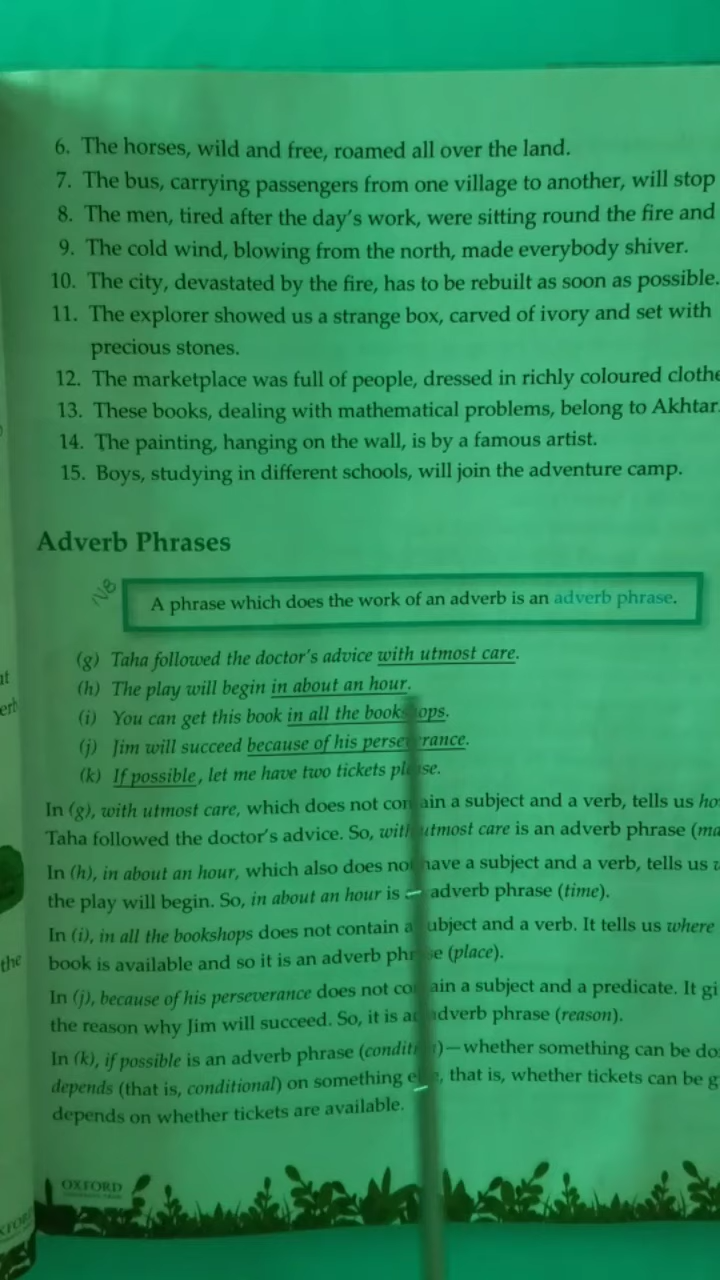 6. The horses, wild and free, roamed all over the land.
7. The bus, carrying passengers from one village to another, will stop
8. The men, tired after the day's work, were sitting round the fire and
9. The cold wind, blowing from the north, made everybody shiver.
10. The city, devastated by the fire, has to be rebuilt as soon as possible.
11. The explorer showed us a strange box, carved of ivory and set with
precious stones.
12. The marketplace was full of people, dressed in richly coloured clothe
13. These books, dealing with mathematical problems, belong to Akhtar.
14. The painting, hanging on the wall, is by a famous artist.
15. Boys, studying in different schools, will join the adventure camp.
Adverb Phrases
NB
A phrase which does the work of an adverb is an adverb phrase.
(g) Taha followed the doctor's advice with utmost care.
(h) The play will begin in about an hour.
(i) You can get this book in all the bookshops.
(j) Jim will succeed because of his perseverance.
(k) If possible, let me have two tickets please.
In (g), with utmost care, which does not contain a subject and a verb, tells us ho
Taha followed the doctor's advice. So, with utmost care is an adverb phrase (ma
In (h), in about an hour, which also does not have a subject and a verb, tells us
the play will begin. So, in about an hour is adverb phrase (time).
In (i), in all the bookshops does not contain a subject and a verb. It tells us where
book is available and so it is an adverb phrase (place).
In (j), because of his perseverance does not contain a subject and a predicate. It gi
the reason why Jim will succeed. So, it is an adverb phrase (reason).
In (k), if possible is an adverb phrase (condition)—whether something can be do
depends (that is, conditional) on something else, that is, whether tickets can be g
depends on whether tickets are available.
the
OXFORD